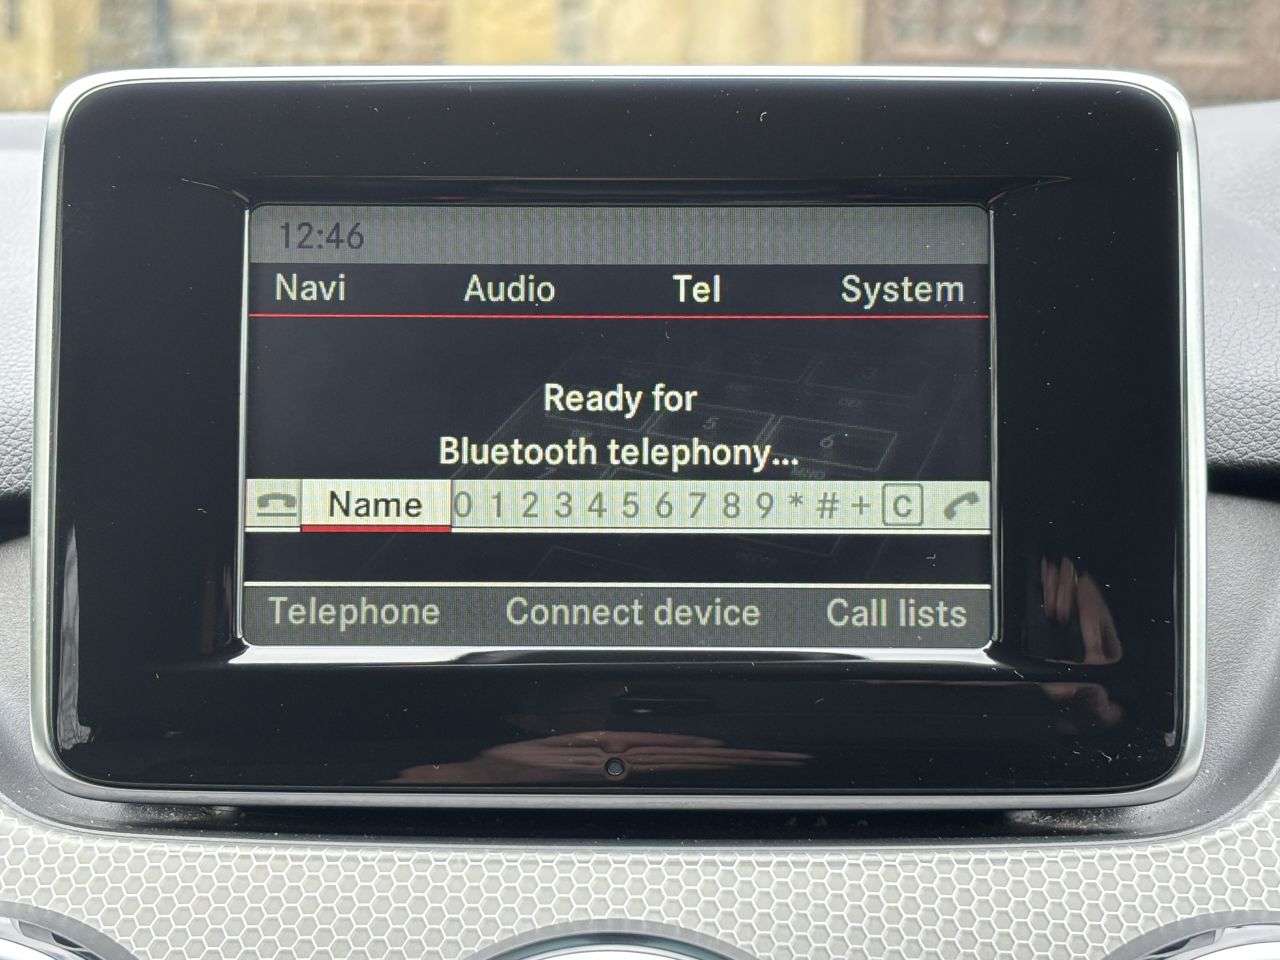 12:46
Navi Audio Tel System
Ready for
Bluetooth telephony...
Name 0 1 2 3 4 5 6 7 8 9 * # + C
Telephone Connect device Call lists